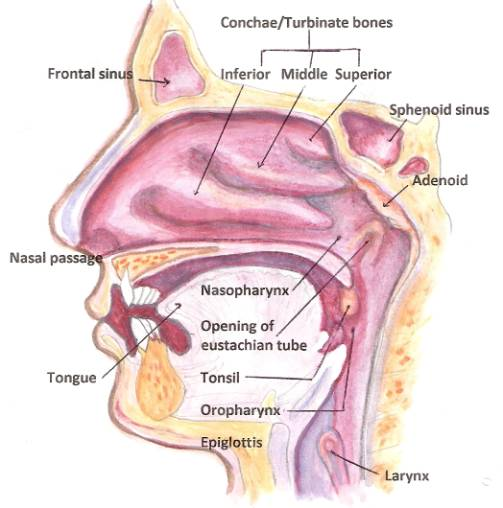 Conchae/Turbinate bones
Frontal sinus
Inferior Middle Superior
Sphenoid sinus
Adenoid
Nasal passage
Nasopharynx
Opening of
eustachian tube
Tongue
Tonsil
Oropharynx
Epiglottis
Larynx